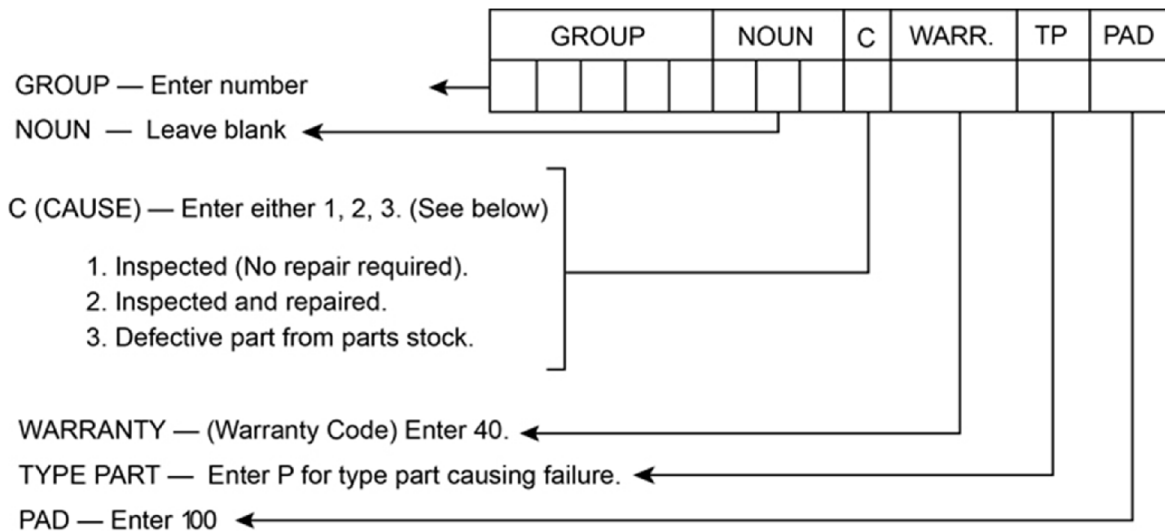 GROUP NOUN C WARR. TP PAD
GROUP — Enter number
NOUN — Leave blank
C (CAUSE) — Enter either 1, 2, 3. (See below)
1. Inspected (No repair required).
2. Inspected and repaired.
3. Defective part from parts stock.
WARRANTY — (Warranty Code) Enter 40.
TYPE PART — Enter P for type part causing failure.
PAD — Enter 100